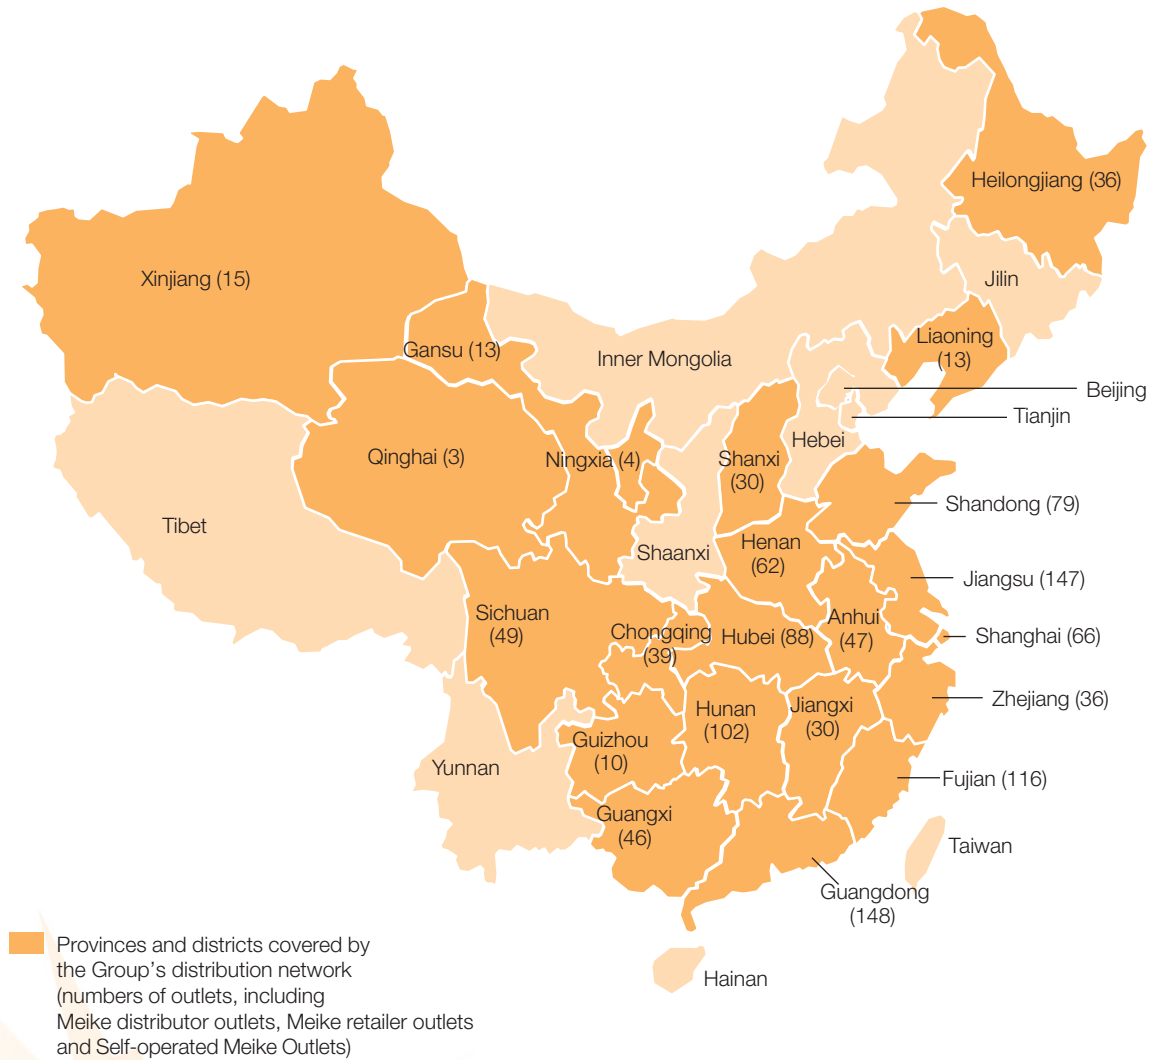 Heilongjiang (36)
Xinjiang (15)
Jilin
Liaoning
(13)
Gansu (13)
Inner Mongolia
Beijing
Tianjin
Hebei
Qinghai (3)
Ningxia (4)
Shanxi
(30)
Shandong (79)
Tibet
Shaanxi
Henan
(62)
Jiangsu (147)
Sichuan
(49)
Chongqing
(39)
Hubei (88)
Anhui
(47)
Shanghai (66)
Zhejiang (36)
Hunan
(102)
Jiangxi
(30)
Guizhou
(10)
Yunnan
Fujian (116)
Guangxi
(46)
Taiwan
Guangdong
(148)
Hainan
Provinces and districts covered by
the Group's distribution network
(numbers of outlets, including
Meike distributor outlets, Meike retailer outlets
and Self-operated Meike Outlets)